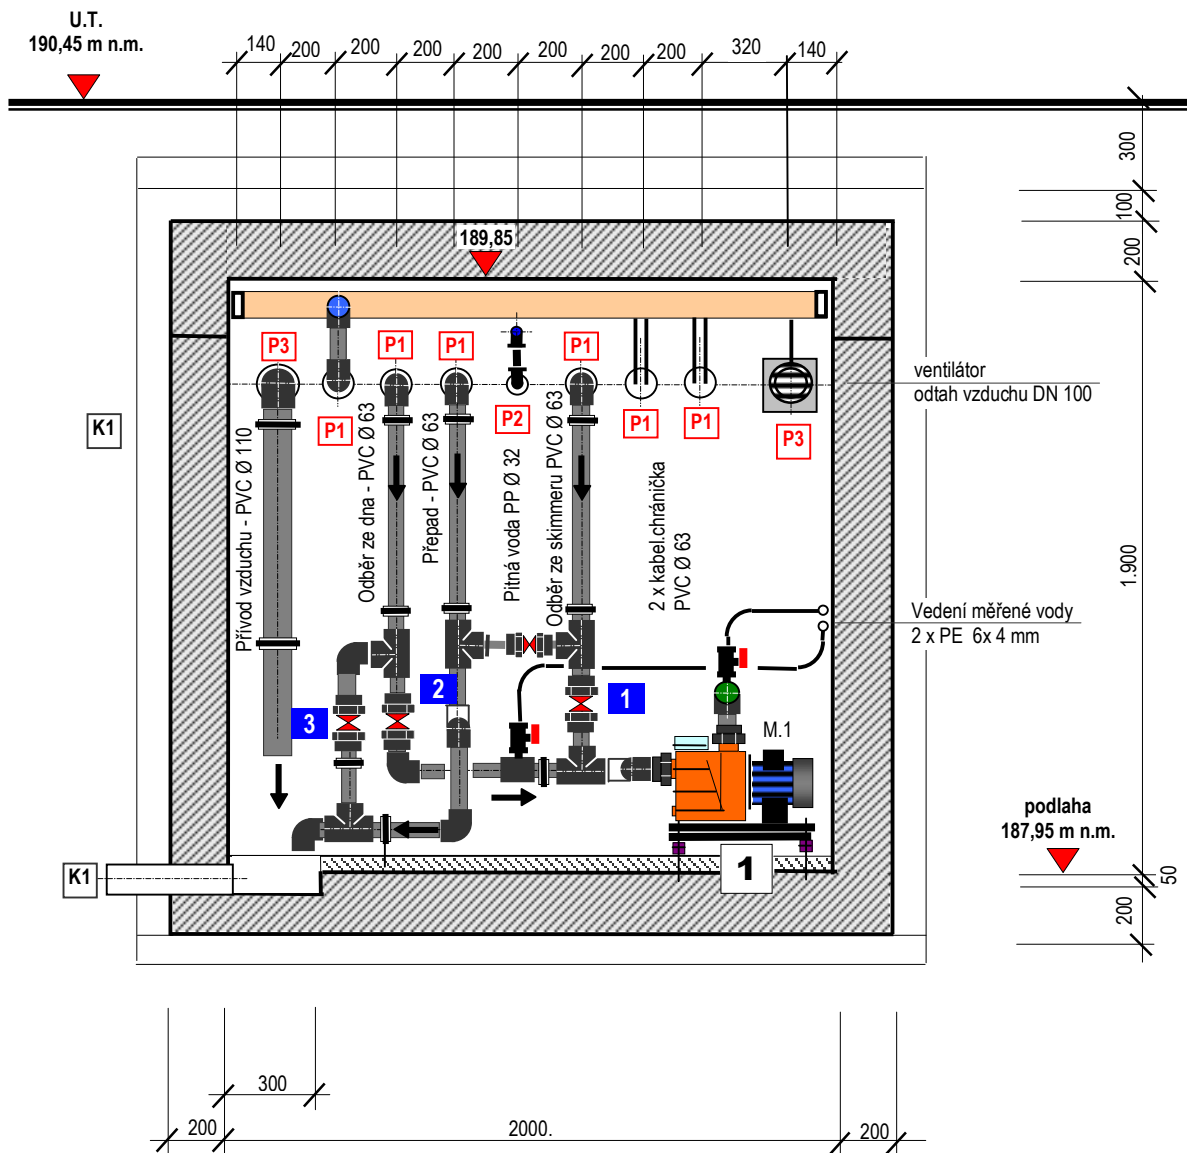 U.T.
190,45 m n.m.
140
200
200
200
200
200
200
200
320
140
300
100
200
189,85
P3
P1
P1
P1
P1
P2
P1
P1
P3
K1
ventilátor
odtah vzduchu DN 100
Přívod vzduchu - PVC Ø 110
Odběr ze dna - PVC Ø 63
Přepad - PVC Ø 63
Pitná voda PP Ø 32
Odběr ze skimmeru PVC Ø 63
2 x kabel.chránička
PVC Ø 63
1.900
Vedení měřené vody
2 x PE 6x 4 mm
3
2
1
M.1
podlaha
187,95 m n.m.
K1
1
50
200
300
200
2000.
200